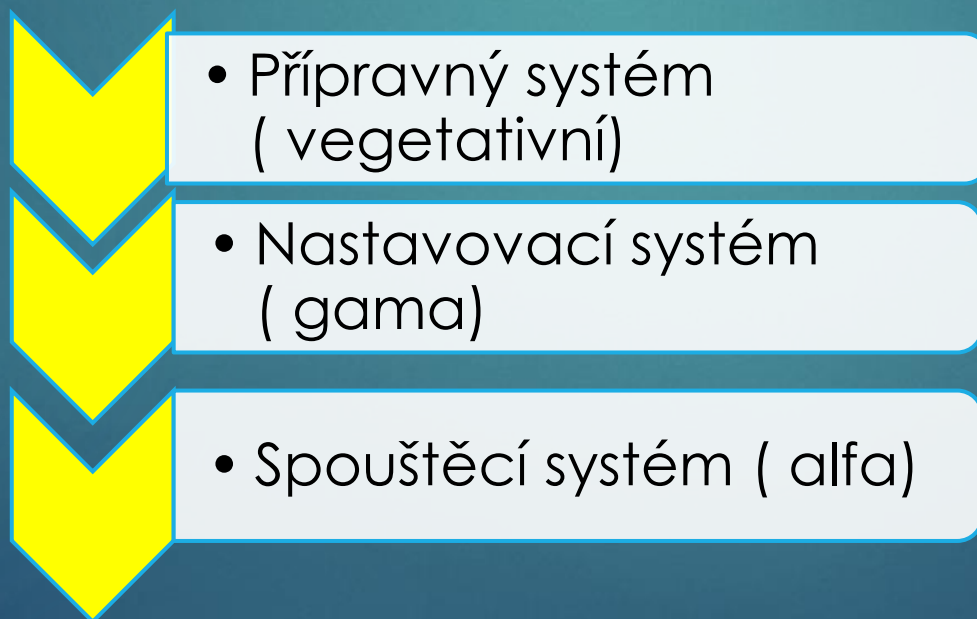 • Přípravný systém
( vegetativní)
• Nastavovací systém
( gama)
• Spouštěcí systém ( alfa)